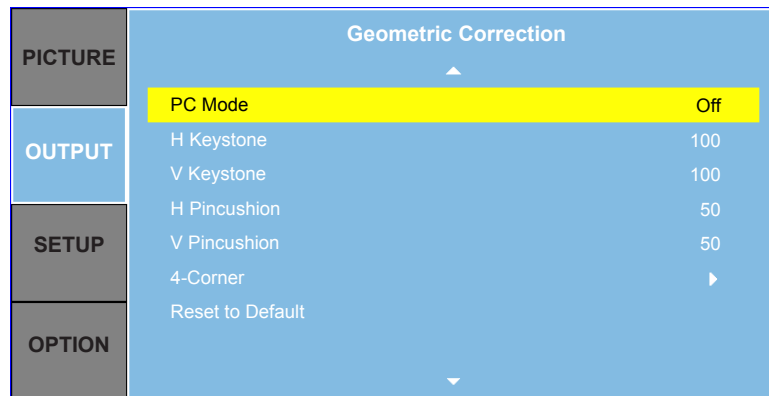 PICTURE
OUTPUT
SETUP
OPTION
Geometric Correction
PC Mode Off
H Keystone 100
V Keystone 100
H Pincushion 50
V Pincushion 50
4-Corner
Reset to Default